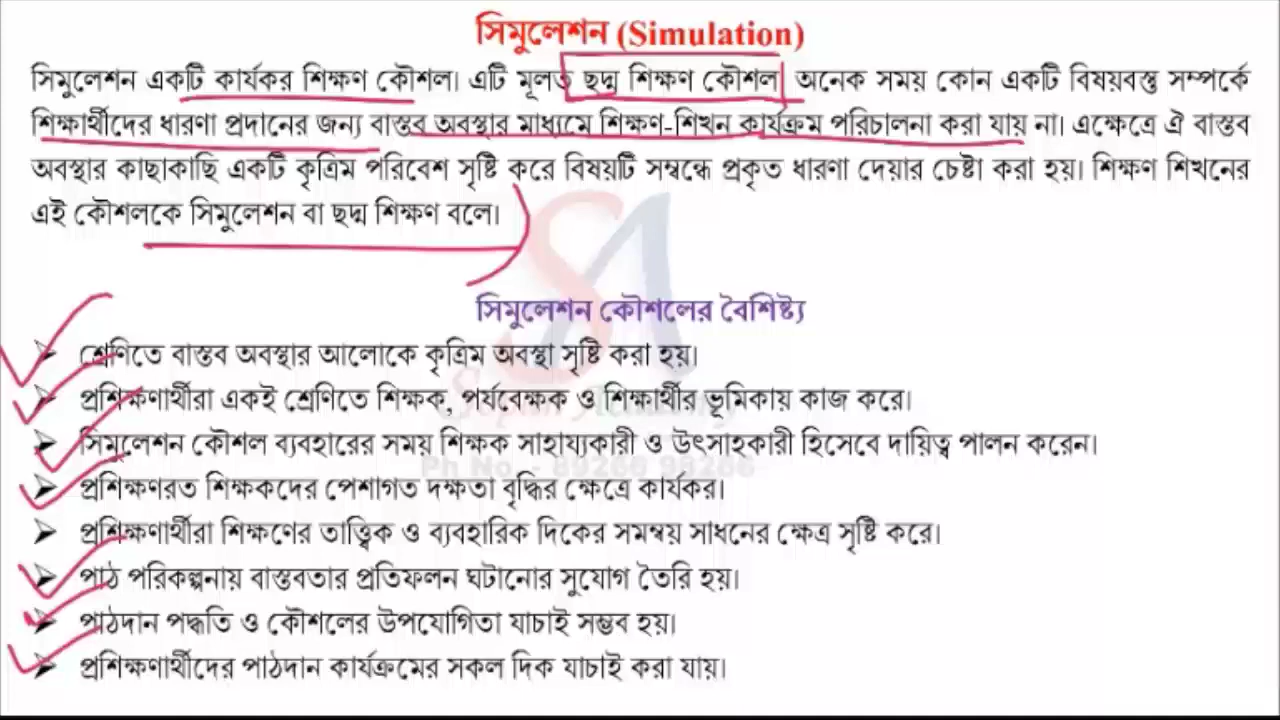 সিমুলেশন (Simulation)
সিমুলেশন একটি কার্যকর শিক্ষণ কৌশল। এটি মূলত ছদ্ম শিক্ষণ কৌশল অনেক সময় কোন একটি বিষয়বস্তু সম্পর্কে
শিক্ষার্থীদের ধারণা প্রদানের জন্য বাস্তব অবস্থার মাধ্যমে শিক্ষণ-শিখন কার্যক্রম পরিচালনা করা যায় না। এক্ষেত্রে ঐ বাস্তব
অবস্থার কাছাকাছি একটি কৃত্রিম পরিবেশ সৃষ্টি করে বিষয়টি সম্বন্ধে প্রকৃত ধারণা দেয়ার চেষ্টা করা হয়। শিক্ষণ শিখনের
এই কৌশলকে সিমুলেশন বা ছদ্ম শিক্ষণ বলে।
সিমুলেশন কৌশলের বৈশিষ্ট্য
➢ শ্রেণিতে বাস্তব অবস্থার আলোকে কৃত্রিম অবস্থা সৃষ্টি করা হয়।
➢ প্রশিক্ষণার্থীরা একই শ্রেণিতে শিক্ষক, পর্যবেক্ষক ও শিক্ষার্থীর ভূমিকায় কাজ করে।
➢ সিমুলেশন কৌশল ব্যবহারের সময় শিক্ষক সাহায্যকারী ও উৎসাহকারী হিসেবে দায়িত্ব পালন করেন।
➢ প্রশিক্ষণরত শিক্ষকদের পেশাগত দক্ষতা বৃদ্ধির ক্ষেত্রে কার্যকর।
➢ প্রশিক্ষণার্থীরা শিক্ষণের তাত্ত্বিক ও ব্যবহারিক দিকের সমন্বয় সাধনের ক্ষেত্র সৃষ্টি করে।
➢ পাঠ পরিকল্পনায় বাস্তবতার প্রতিফলন ঘটানোর সুযোগ তৈরি হয়।
➢ পাঠদান পদ্ধতি ও কৌশলের উপযোগিতা যাচাই সম্ভব হয়।
➢ প্রশিক্ষণার্থীদের পাঠদান কার্যক্রমের সকল দিক যাচাই করা যায়।